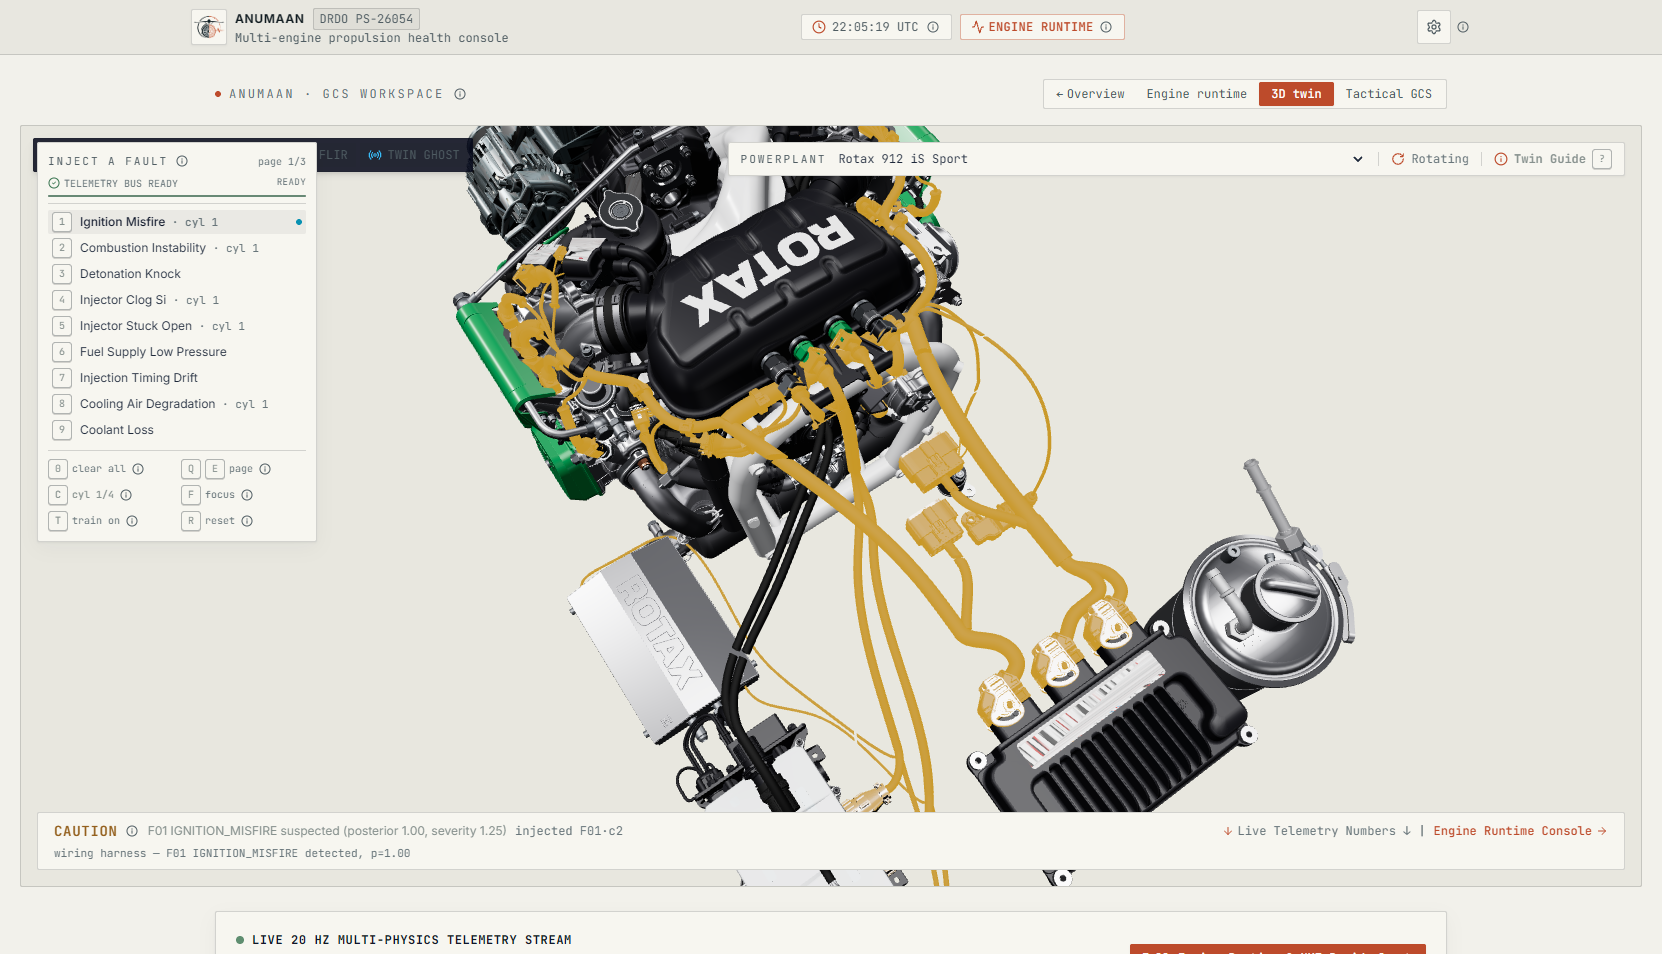 ANUMAAN DRDO PS-26054
Multi-engine propulsion health console
22:05:19 UTC
ENGINE RUNTIME
ANUMAAN · GCS WORKSPACE
← Overview Engine runtime 3D twin Tactical GCS
FLIR TWIN GHOST
INJECT A FAULT page 1/3
TELEMETRY BUS READY READY
1 Ignition Misfire · cyl 1
2 Combustion Instability · cyl 1
3 Detonation Knock
4 Injector Clog Si · cyl 1
5 Injector Stuck Open · cyl 1
6 Fuel Supply Low Pressure
7 Injection Timing Drift
8 Cooling Air Degradation · cyl 1
9 Coolant Loss
0 clear all Q E page
C cyl 1/4 F focus
T train on R reset
POWERPLANT Rotax 912 iS Sport Rotating Twin Guide ?
ROTAX
ROTAX
CAUTION F01 IGNITION_MISFIRE suspected (posterior 1.00, severity 1.25) injected F01·c2
wiring harness — F01 IGNITION_MISFIRE detected, p=1.00
↓ Live Telemetry Numbers ↓ | Engine Runtime Console →
LIVE 20 HZ MULTI-PHYSICS TELEMETRY STREAM